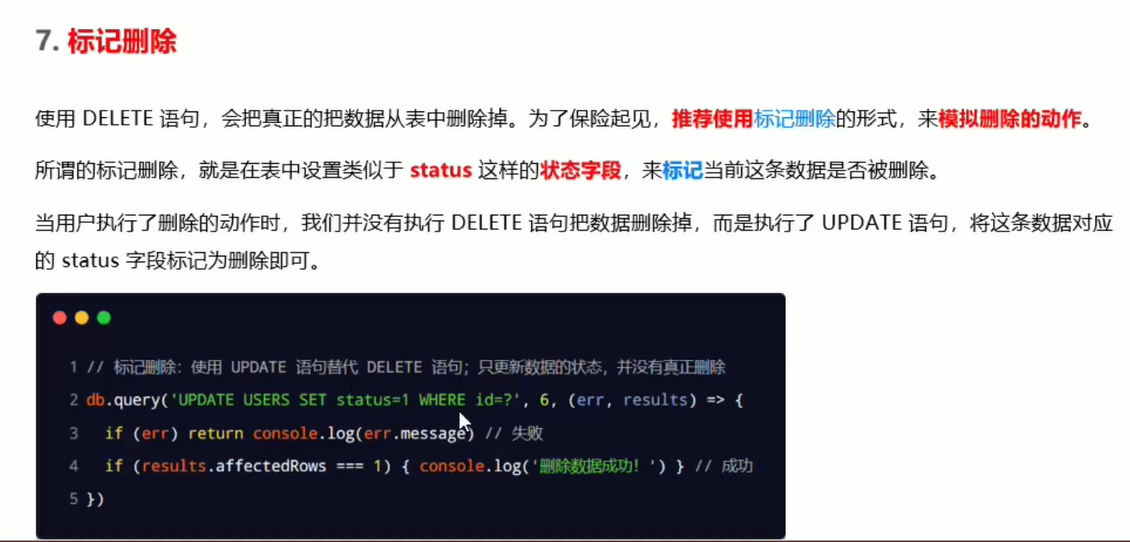 7. 标记删除
使用 DELETE 语句，会把真正的把数据从表中删除掉。为了保险起见，推荐使用标记删除的形式，来模拟删除的动作。
所谓的标记删除，就是在表中设置类似于 status 这样的状态字段，来标记当前这条数据是否被删除。
当用户执行了删除的动作时，我们并没有执行 DELETE 语句把数据删除掉，而是执行了 UPDATE 语句，将这条数据对应
的 status 字段标记为删除即可。
1 // 标记删除：使用 UPDATE 语句替代 DELETE 语句；只更新数据的状态，并没有真正删除
2 db.query('UPDATE USERS SET status=1 WHERE id=?', 6, (err, results) => {
3 if (err) return console.log(err.message) // 失败
4 if (results.affectedRows === 1) { console.log('删除数据成功！') } // 成功
5 })